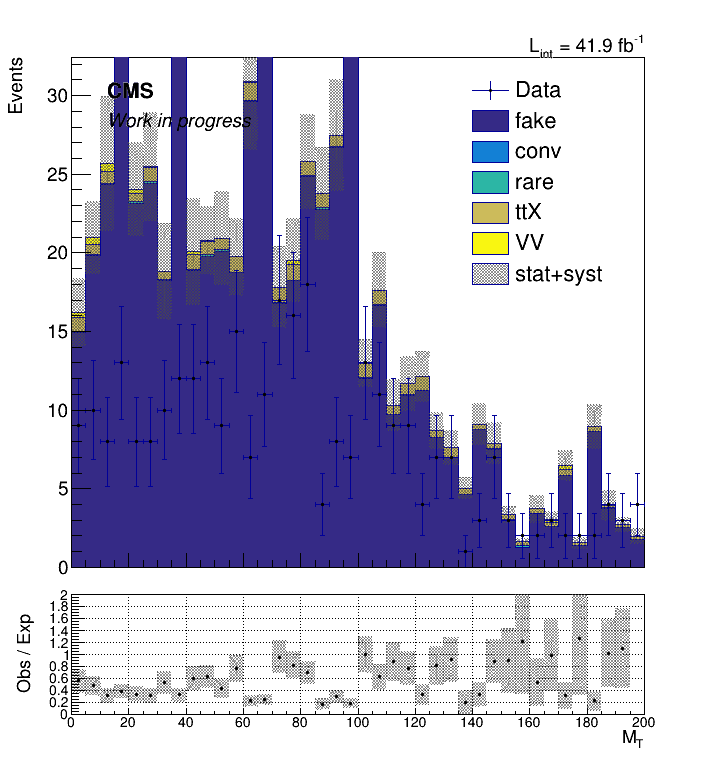 L_int = 41.9 fb^-1
Events
CMS
Work in progress
Data
fake
conv
rare
ttX
VV
stat+syst
30
25
20
15
10
5
0
Obs / Exp
2
1.8
1.6
1.4
1.2
1
0.8
0.6
0.4
0.2
0
0 20 40 60 80 100 120 140 160 180 200
M_T